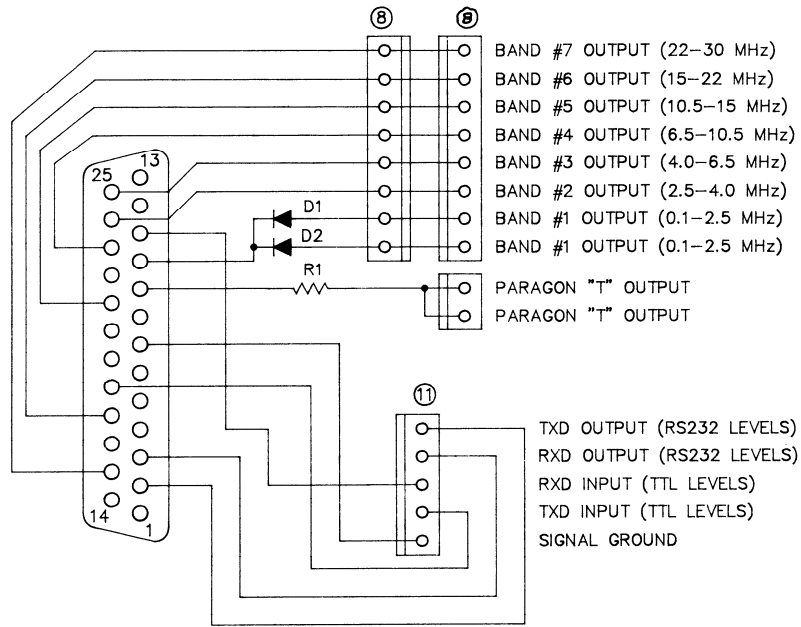 8 8
BAND #7 OUTPUT (22-30 MHz)
BAND #6 OUTPUT (15-22 MHz)
BAND #5 OUTPUT (10.5-15 MHz)
BAND #4 OUTPUT (6.5-10.5 MHz)
BAND #3 OUTPUT (4.0-6.5 MHz)
BAND #2 OUTPUT (2.5-4.0 MHz)
BAND #1 OUTPUT (0.1-2.5 MHz)
BAND #1 OUTPUT (0.1-2.5 MHz)
13
25
D1
D2
R1
PARAGON "T" OUTPUT
PARAGON "T" OUTPUT
11
TXD OUTPUT (RS232 LEVELS)
RXD OUTPUT (RS232 LEVELS)
RXD INPUT (TTL LEVELS)
TXD INPUT (TTL LEVELS)
SIGNAL GROUND
14
1